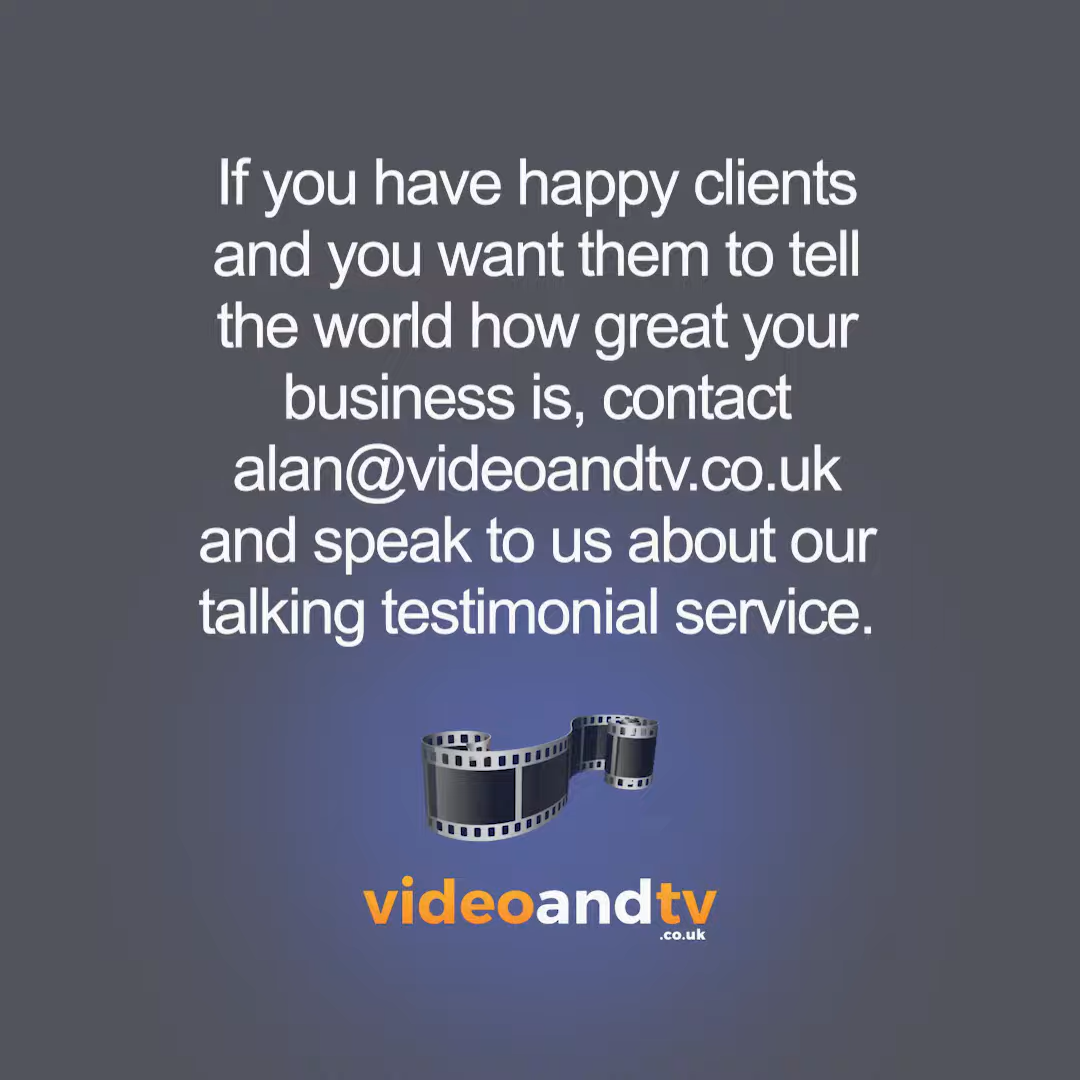 If you have happy clients
and you want them to tell
the world how great your
business is, contact
alan@videoandtv.co.uk
and speak to us about our
talking testimonial service.
videoandtv
.co.uk